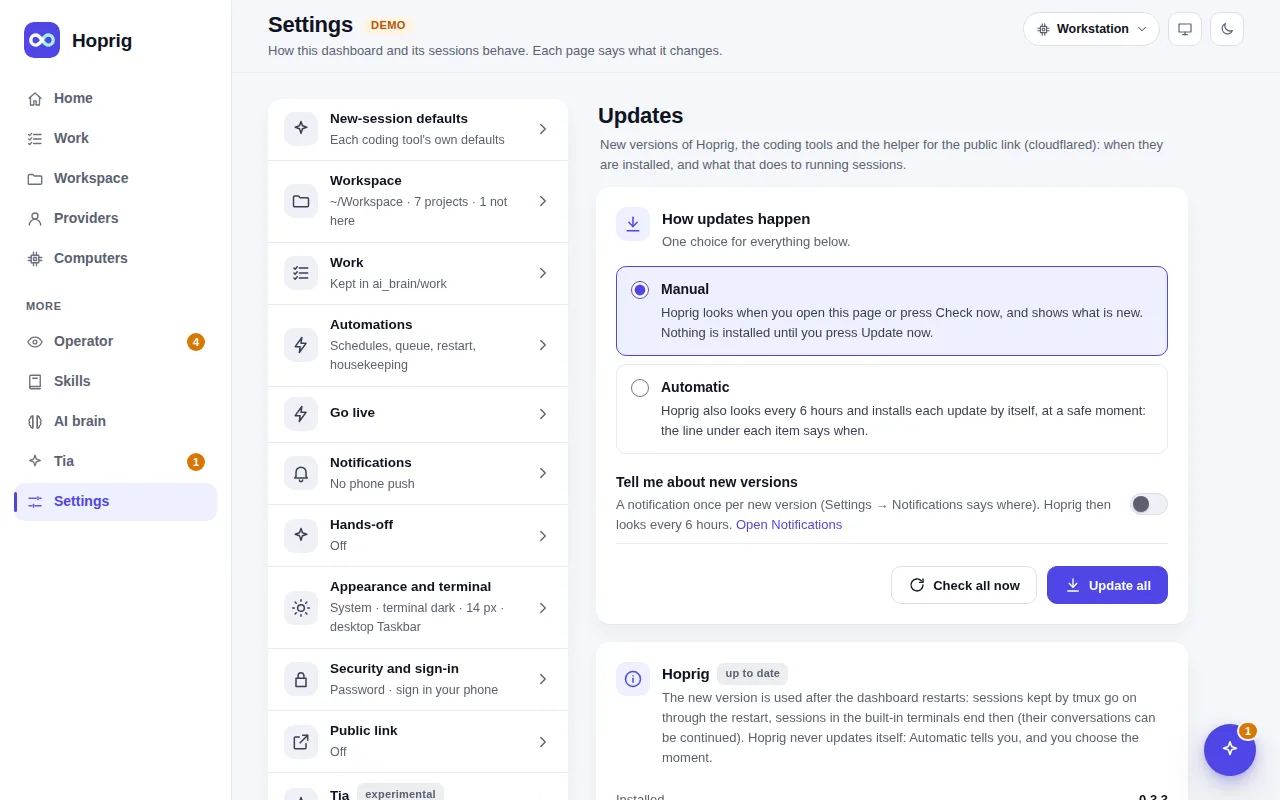 Hoprig
Home
Work
Workspace
Providers
Computers
MORE
Operator 4
Skills
AI brain
Tia 1
Settings
Settings DEMO
How this dashboard and its sessions behave. Each page says what it changes.
Workstation
New-session defaults
Each coding tool's own defaults
Workspace
~/Workspace · 7 projects · 1 not
here
Work
Kept in ai_brain/work
Automations
Schedules, queue, restart,
housekeeping
Go live
Notifications
No phone push
Hands-off
Off
Appearance and terminal
System · terminal dark · 14 px ·
desktop Taskbar
Security and sign-in
Password · sign in your phone
Public link
Off
Tia experimental
Updates
New versions of Hoprig, the coding tools and the helper for the public link (cloudflared): when they
are installed, and what that does to running sessions.
How updates happen
One choice for everything below.
Manual
Hoprig looks when you open this page or press Check now, and shows what is new.
Nothing is installed until you press Update now.
Automatic
Hoprig also looks every 6 hours and installs each update by itself, at a safe moment:
the line under each item says when.
Tell me about new versions
A notification once per new version (Settings → Notifications says where). Hoprig then
looks every 6 hours. Open Notifications
Check all now
Update all
Hoprig up to date
The new version is used after the dashboard restarts: sessions kept by tmux go on
through the restart, sessions in the built-in terminals end then (their conversations can
be continued). Hoprig never updates itself: Automatic tells you, and you choose the
moment.
1
Installed